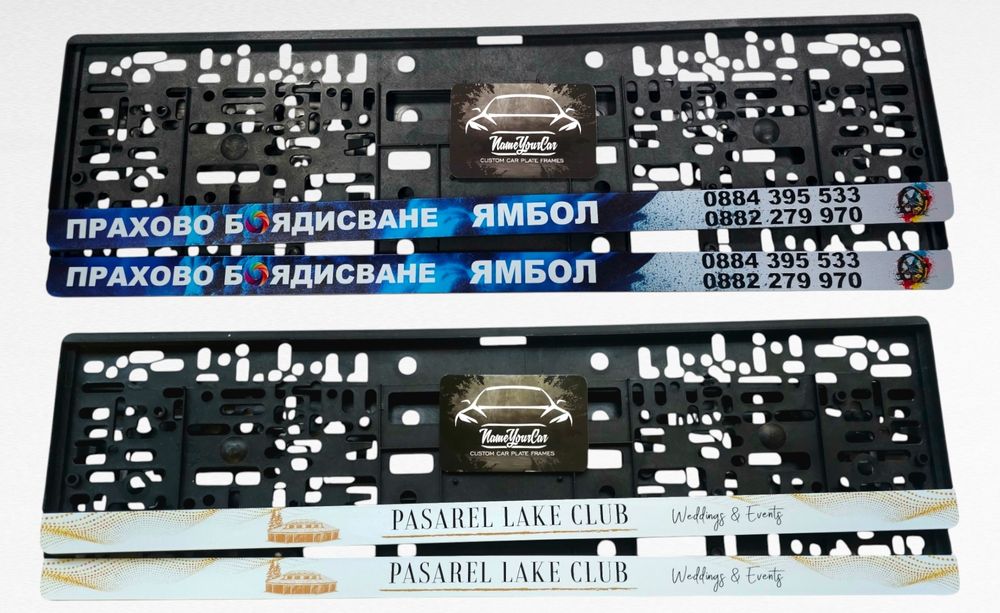 NameYourCar
CUSTOM CAR PLATE FRAMES
ПРАХОВО БОЯДИСВАНЕ ЯМБОЛ 0884 395 533
0882 279 970
ПРАХОВО БОЯДИСВАНЕ ЯМБОЛ 0884 395 533
0882 279 970
NameYourCar
CUSTOM CAR PLATE FRAMES
PASAREL LAKE CLUB Weddings & Events
PASAREL LAKE CLUB Weddings & Events